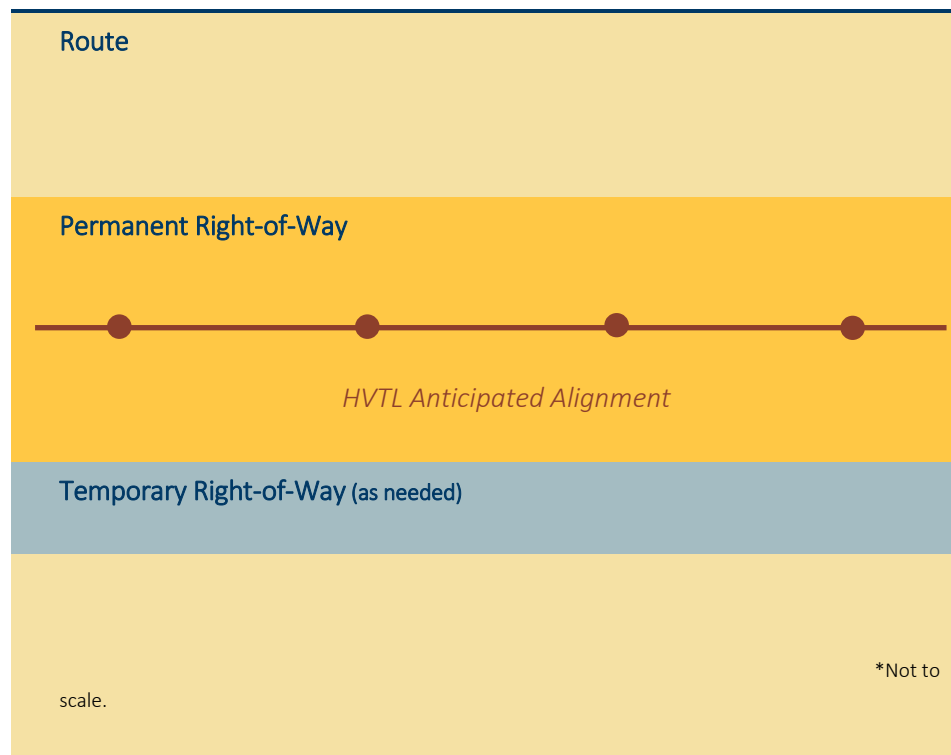 Route
Permanent Right-of-Way
HVTL Anticipated Alignment
Temporary Right-of-Way (as needed)
*Not to
scale.